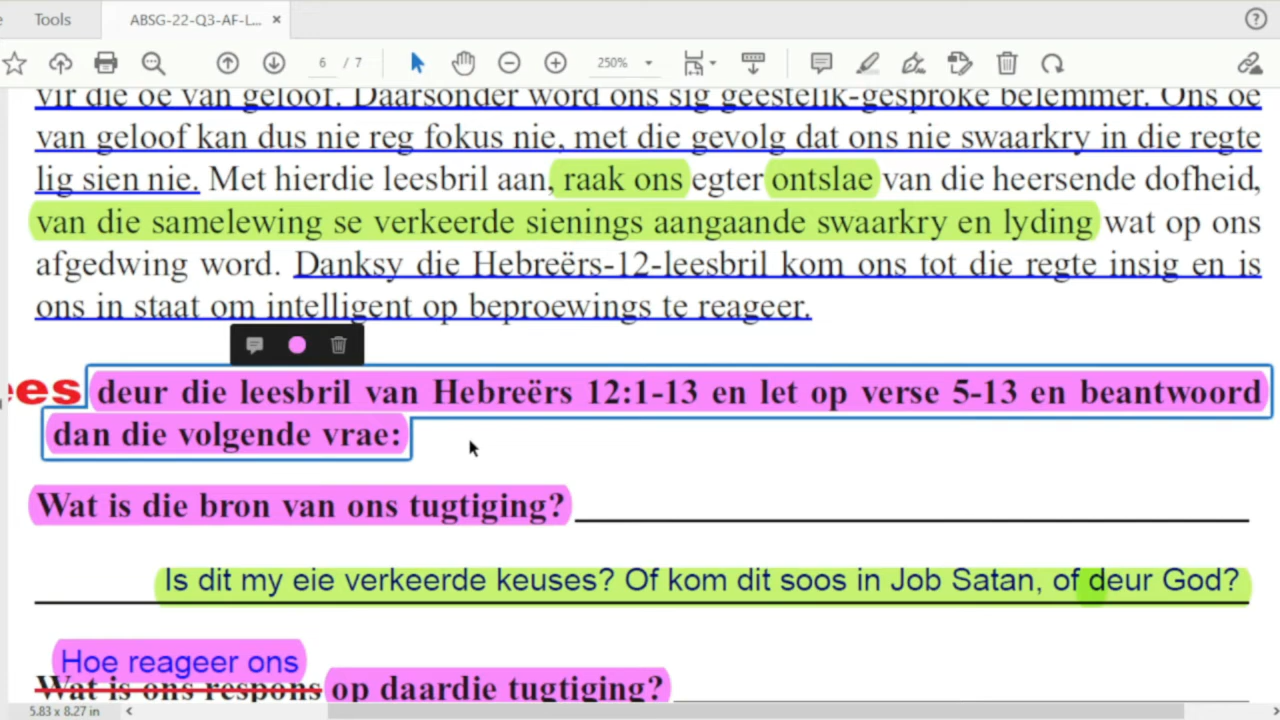 Tools
ABSG-22-Q3-AF-L... ×
6 / 7
250%
vir die oë van geloof. Daarsonder word ons sig geestelik-gesproke belemmer. Ons oë
van geloof kan dus nie reg fokus nie, met die gevolg dat ons nie swaarkry in die regte
lig sien nie. Met hierdie leesbril aan, raak ons egter ontslae van die heersende dofheid,
van die samelewing se verkeerde sienings aangaande swaarkry en lyding wat op ons
afgedwing word. Danksy die Hebreërs-12-leesbril kom ons tot die regte insig en is
ons in staat om intelligent op beproewings te reageer.
ees deur die leesbril van Hebreërs 12:1-13 en let op verse 5-13 en beantwoord
dan die volgende vrae:
Wat is die bron van ons tugtiging?
Is dit my eie verkeerde keuses? Of kom dit soos in Job Satan, of deur God?
Hoe reageer ons
Wat is ons respons op daardie tugtiging?
5.83 x 8.27 in